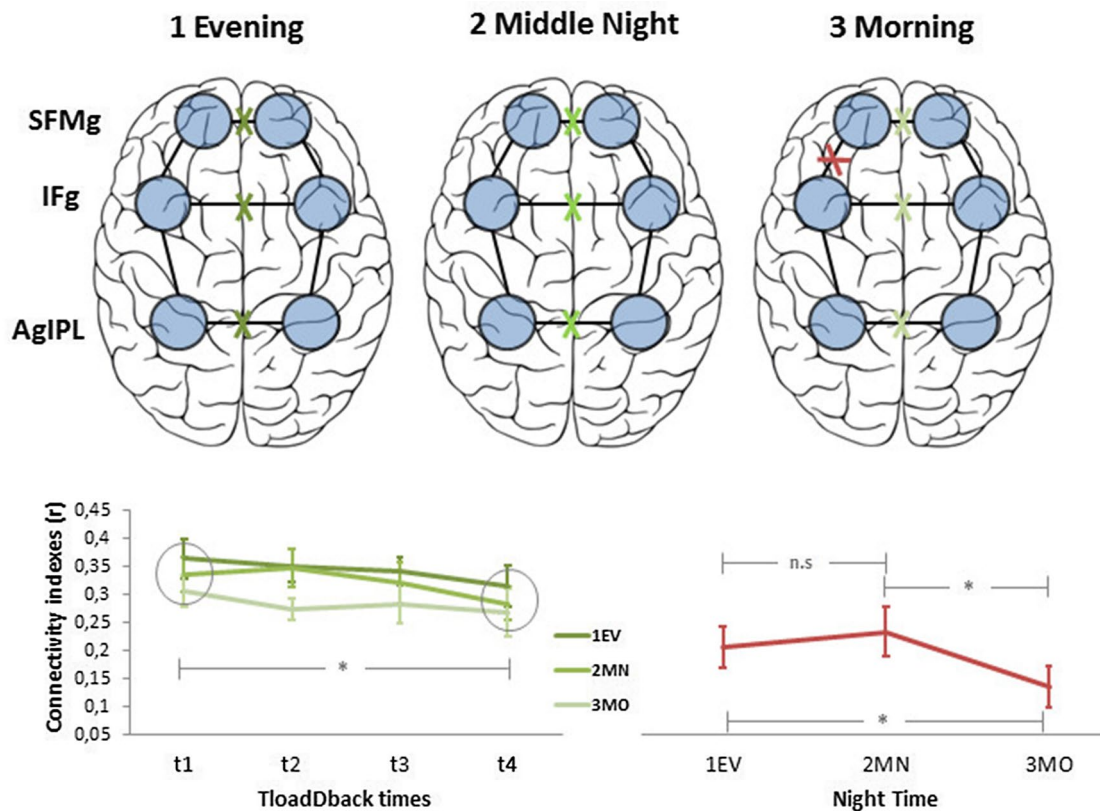 1 Evening 2 Middle Night 3 Morning
SFMg
IFg
AgIPL
Connectivity indexes (r)
0,45
0,4
0,35
0,3
0,25
0,2
0,15
0,1
0,05
*
t1 t2 t3 t4
TloadDback times
1EV
2MN
3MO
n.s
*
*
1EV 2MN 3MO
Night Time